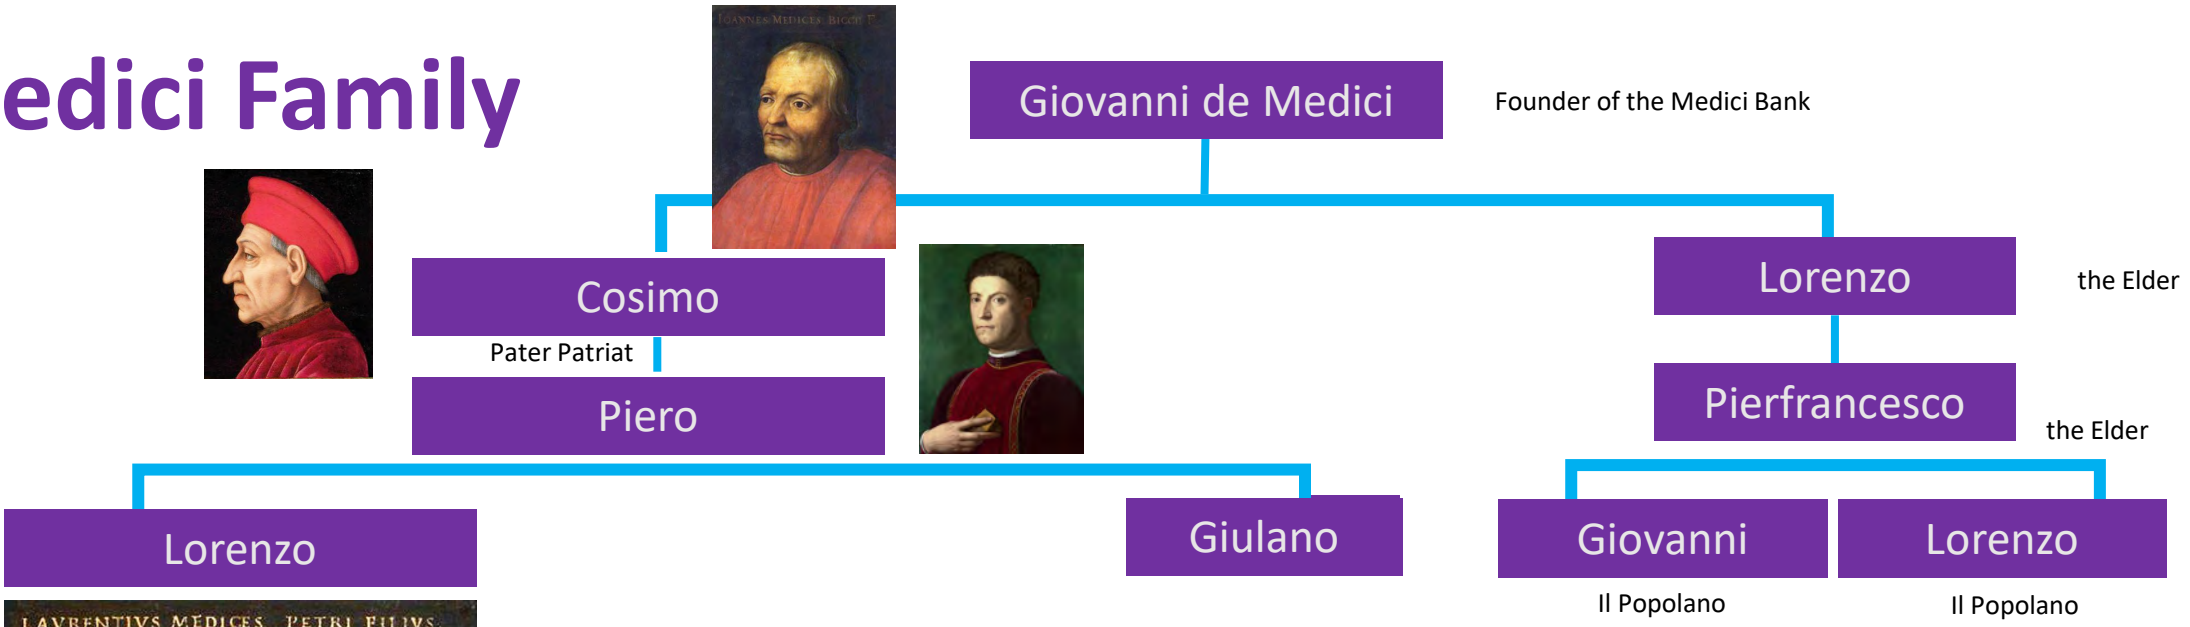 IOANNES MEDICES BICCI F
edici Family
Giovanni de Medici
Founder of the Medici Bank
Cosimo
Lorenzo
the Elder
Pater Patriat
Piero
Pierfrancesco
the Elder
Lorenzo
Giulano
Giovanni
Lorenzo
Il Popolano
Il Popolano
LAVRENTIVS MEDICES PETRI FILIVS